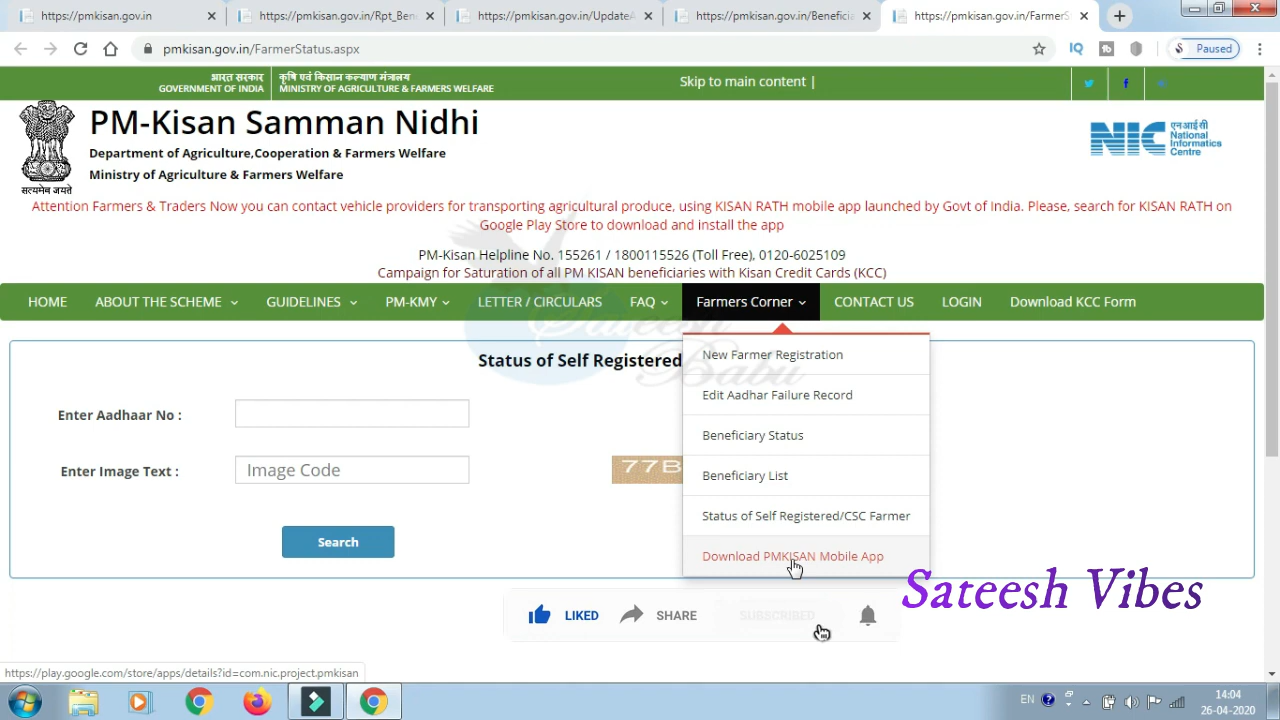 https://pmkisan.gov.in
https://pmkisan.gov.in/Rpt_Ben
https://pmkisan.gov.in/UpdateA
https://pmkisan.gov.in/Beneficia
https://pmkisan.gov.in/FarmerS
pmkisan.gov.in/FarmerStatus.aspx
IQ
S
Paused
भारत सरकार
GOVERNMENT OF INDIA
कृषि एवं किसान कल्याण मंत्रालय
MINISTRY OF AGRICULTURE & FARMERS WELFARE
Skip to main content |
PM-Kisan Samman Nidhi
Department of Agriculture,Cooperation & Farmers Welfare
Ministry of Agriculture & Farmers Welfare
सत्यमेव जयते
NIC
एन आई सी
National
Informatics
Centre
Attention Farmers & Traders Now you can contact vehicle providers for transporting agricultural produce, using KISAN RATH mobile app launched by Govt of India. Please, search for KISAN RATH on
Google Play Store to download and install the app
PM-Kisan Helpline No. 155261 / 1800115526 (Toll Free), 0120-6025109
Campaign for Saturation of all PM KISAN beneficiaries with Kisan Credit Cards (KCC)
HOME ABOUT THE SCHEME GUIDELINES PM-KMY LETTER / CIRCULARS FAQ Farmers Corner CONTACT US LOGIN Download KCC Form
Sateesh
Babu
Status of Self Registered
New Farmer Registration
Edit Aadhar Failure Record
Beneficiary Status
Beneficiary List
Status of Self Registered/CSC Farmer
Download PMKISAN Mobile App
Enter Aadhaar No :
Enter Image Text : Image Code 77B
Search
Sateesh Vibes
LIKED SHARE SUBSCRIBED
https://play.google.com/store/apps/details?id=com.nic.project.pmkisan
EN
14:04
26-04-2020